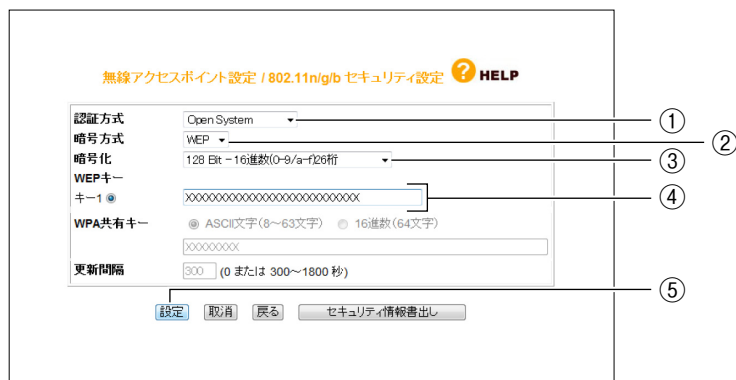 無線アクセスポイント設定 / 802.11n/g/b セキュリティ設定 ? HELP
認証方式 Open System ①
暗号方式 WEP ②
暗号化 128 Bit - 16進数(0-9/a-f)26桁 ③
WEPキー
キー1 XXXXXXXXXXXXXXXXXXXXXXXXXX ④
WPA共有キー ASCII文字(8～63文字) 16進数(64文字)
XXXXXXXX
更新間隔 300 (0 または 300～1800 秒)
設定 取消 戻る セキュリティ情報書出し ⑤